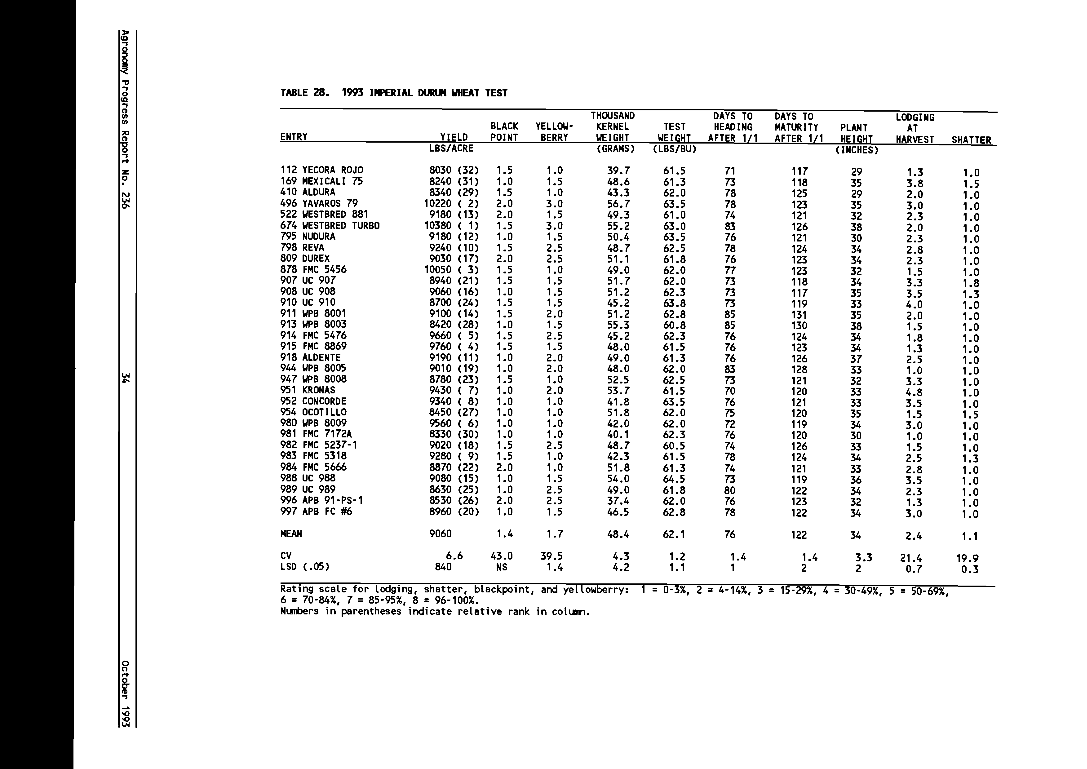 Agronomy Progress Report No. 236
34
October 1993
TABLE 28. 1993 IMPERIAL DURUM WHEAT TEST
THOUSAND DAYS TO DAYS TO LODGING
BLACK YELLOW- KERNEL TEST HEADING MATURITY PLANT AT
ENTRY YIELD POINT BERRY WEIGHT WEIGHT AFTER 1/1 AFTER 1/1 HEIGHT HARVEST SHATTER
LBS/ACRE (GRAMS) (LBS/BU) (INCHES)
112 YECORA ROJO 8030 (32) 1.5 1.0 39.7 61.5 71 117 29 1.3 1.0
169 MEXICALI 75 8240 (31) 1.0 1.5 48.6 61.3 73 118 35 3.8 1.5
410 ALDURA 8340 (29) 1.5 1.0 43.3 62.0 78 125 29 2.0 1.0
496 YAVAROS 79 10220 ( 2) 2.0 3.0 56.7 63.5 78 123 35 3.0 1.0
522 WESTBRED 881 9180 (13) 2.0 1.5 49.3 61.0 74 121 32 2.3 1.0
674 WESTBRED TURBO 10380 ( 1) 1.5 3.0 55.2 63.0 83 126 38 2.0 1.0
795 NUDURA 9180 (12) 1.0 1.5 50.4 63.5 76 121 30 2.3 1.0
798 REVA 9240 (10) 1.5 2.5 48.7 62.5 78 124 34 2.8 1.0
809 DUREX 9030 (17) 2.0 2.5 51.1 61.8 76 123 34 2.3 1.0
878 FMC 5456 10050 ( 3) 1.5 1.0 49.0 62.0 77 123 32 1.5 1.0
907 UC 907 8940 (21) 1.5 1.5 51.7 62.0 73 118 34 3.3 1.8
908 UC 908 9060 (16) 1.0 1.5 51.2 62.3 73 117 35 3.5 1.3
910 UC 910 8700 (24) 1.5 1.5 45.2 63.8 73 119 33 4.0 1.0
911 WPB 8001 9100 (14) 1.5 2.0 51.2 62.8 85 131 35 2.0 1.0
913 WPB 8003 8420 (28) 1.0 1.5 55.3 60.8 85 130 38 1.5 1.0
914 FMC 5476 9660 ( 5) 1.5 2.5 45.2 62.3 76 124 34 1.8 1.0
915 FMC 8869 9760 ( 4) 1.5 1.5 48.0 61.5 76 123 34 1.3 1.0
918 ALDENTE 9190 (11) 1.0 2.0 49.0 61.3 76 126 37 2.5 1.0
944 WPB 8005 9010 (19) 1.0 2.0 48.0 62.0 83 128 33 1.0 1.0
947 WPB 8008 8780 (23) 1.5 1.0 52.5 62.5 73 121 32 3.3 1.0
951 KRONAS 9430 ( 7) 1.0 2.0 53.7 61.5 70 120 33 4.8 1.0
952 CONCORDE 9340 ( 8) 1.0 1.0 41.8 63.5 76 121 33 3.5 1.0
954 OCOTILLO 8450 (27) 1.0 1.0 51.8 62.0 75 120 35 1.5 1.5
980 WPB 8009 9560 ( 6) 1.0 1.0 42.0 62.0 72 119 34 3.0 1.0
981 FMC 7172A 8330 (30) 1.0 1.0 40.1 62.3 76 120 30 1.0 1.0
982 FMC 5237-1 9020 (18) 1.5 2.5 48.7 60.5 74 126 33 1.5 1.0
983 FMC 5318 9280 ( 9) 1.5 1.0 42.3 61.5 78 124 34 2.5 1.3
984 FMC 5666 8870 (22) 2.0 1.0 51.8 61.3 74 121 33 2.8 1.0
988 UC 988 9080 (15) 1.0 1.5 54.0 64.5 73 119 36 3.5 1.0
989 UC 989 8630 (25) 1.0 2.5 49.0 61.8 80 122 34 2.3 1.0
996 APB 91-PS-1 8530 (26) 2.0 2.5 37.4 62.0 76 123 32 1.3 1.0
997 APB FC #6 8960 (20) 1.0 1.5 46.5 62.8 78 122 34 3.0 1.0
MEAN 9060 1.4 1.7 48.4 62.1 76 122 34 2.4 1.1
CV 6.6 43.0 39.5 4.3 1.2 1.4 1.4 3.3 21.4 19.9
LSD (.05) 840 NS 1.4 4.2 1.1 1 2 2 0.7 0.3
Rating scale for lodging, shatter, blackpoint, and yellowberry: 1 = 0-3%, 2 = 4-14%, 3 = 15-29%, 4 = 30-49%, 5 = 50-69%,
6 = 70-84%, 7 = 85-95%, 8 = 96-100%.
Numbers in parentheses indicate relative rank in column.